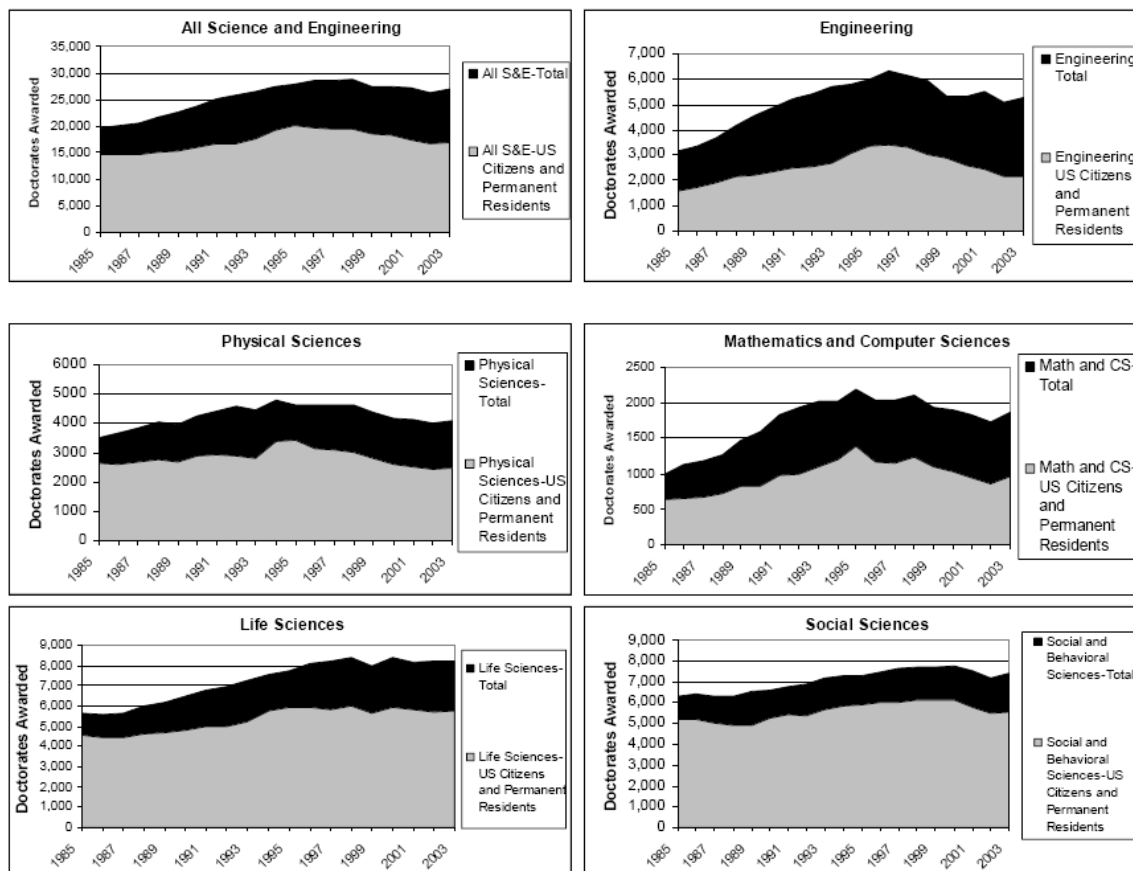 All Science and Engineering
Doctorates Awarded
35,000
30,000
25,000
20,000
15,000
10,000
5,000
0
1985
1987
1989
1991
1993
1995
1997
1999
2001
2003
All S&E-Total
All S&E-US
Citizens and
Permanent
Residents
Engineering
Doctorates Awarded
7,000
6,000
5,000
4,000
3,000
2,000
1,000
0
1985
1987
1989
1991
1993
1995
1997
1999
2001
2003
Engineering
Total
Engineering
US Citizens
and
Permanent
Residents
Physical Sciences
Doctorates Awarded
6000
5000
4000
3000
2000
1000
0
1985
1987
1989
1991
1993
1995
1997
1999
2001
2003
Physical
Sciences-
Total
Physical
Sciences-US
Citizens and
Permanent
Residents
Mathematics and Computer Sciences
Doctorates Awarded
2500
2000
1500
1000
500
0
1985
1987
1989
1991
1993
1995
1997
1999
2001
2003
Math and CS-
Total
Math and CS-
US Citizens
and
Permanent
Residents
Life Sciences
Doctorates Awarded
9,000
8,000
7,000
6,000
5,000
4,000
3,000
2,000
1,000
0
1985
1987
1989
1991
1993
1995
1997
1999
2001
2003
Life Sciences-
Total
Life Sciences-
US Citizens
and Permanent
Residents
Social Sciences
Doctorates Awarded
9,000
8,000
7,000
6,000
5,000
4,000
3,000
2,000
1,000
0
1985
1987
1989
1991
1993
1995
1997
1999
2001
2003
Social and
Behavioral
Sciences-Total
Social and
Behavioral
Sciences-US
Citizens and
Permanent
Residents